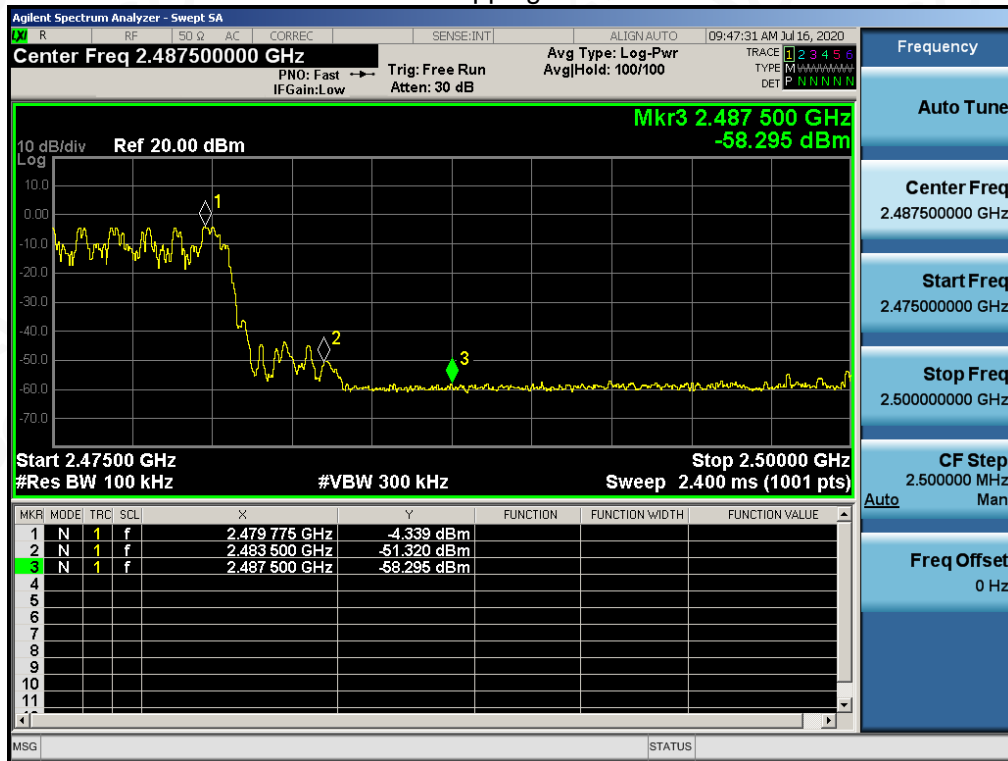 pping
Agilent Spectrum Analyzer - Swept SA
LXI R RF 50 Ω AC CORREC SENSE:INT ALIGN AUTO 09:47:31 AM Jul 16, 2020
Center Freq 2.487500000 GHz
PNO: Fast
IFGain:Low
Trig: Free Run
Atten: 30 dB
Avg Type: Log-Pwr
Avg|Hold: 100/100
TRACE 1 2 3 4 5 6
TYPE M
DET P N N N N N
Mkr3 2.487 500 GHz
-58.295 dBm
10 dB/div Ref 20.00 dBm
Log
10.0
0.00
-10.0
-20.0
-30.0
-40.0
-50.0
-60.0
-70.0
1
2
3
Start 2.47500 GHz Stop 2.50000 GHz
#Res BW 100 kHz #VBW 300 kHz Sweep 2.400 ms (1001 pts)
MKR MODE TRC SCL X Y FUNCTION FUNCTION WIDTH FUNCTION VALUE
1 N 1 f 2.479 775 GHz -4.339 dBm
2 N 1 f 2.483 500 GHz -51.320 dBm
3 N 1 f 2.487 500 GHz -58.295 dBm
4
5
6
7
8
9
10
11
MSG STATUS
Frequency
Auto Tune
Center Freq
2.487500000 GHz
Start Freq
2.475000000 GHz
Stop Freq
2.500000000 GHz
CF Step
2.500000 MHz
Auto Man
Freq Offset
0 Hz